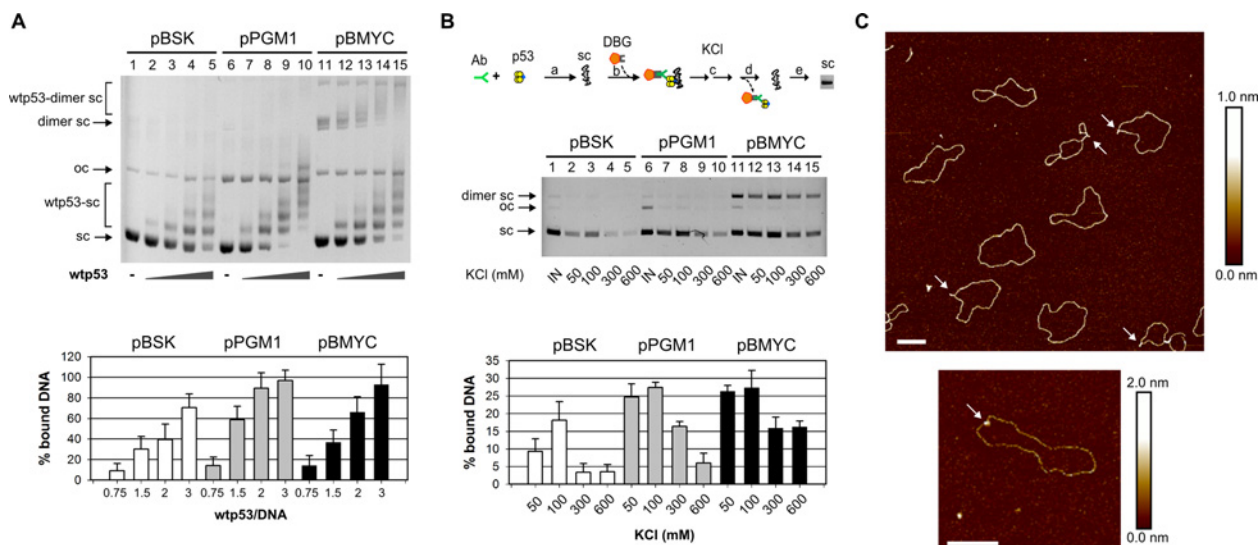 A
pBSK pPGM1 pBMYC
1 2 3 4 5 6 7 8 9 10 11 12 13 14 15
wtp53-dimer sc
dimer sc
oc
wtp53-sc
sc
wtp53 - - -
120
100
80
60
40
20
0
% bound DNA
pBSK pPGM1 pBMYC
0.75 1.5 2 3 0.75 1.5 2 3 0.75 1.5 2 3
wtp53/DNA
B
Ab + p53 a sc DBG b KCl c d e sc
pBSK pPGM1 pBMYC
1 2 3 4 5 6 7 8 9 10 11 12 13 14 15
dimer sc
oc
sc
KCl (mM) IN 50 100 300 600 IN 50 100 300 600 IN 50 100 300 600
35
30
25
20
15
10
5
0
% bound DNA
pBSK pPGM1 pBMYC
50 100 300 600 50 100 300 600 50 100 300 600
KCl (mM)
C
1.0 nm
0.0 nm
2.0 nm
0.0 nm